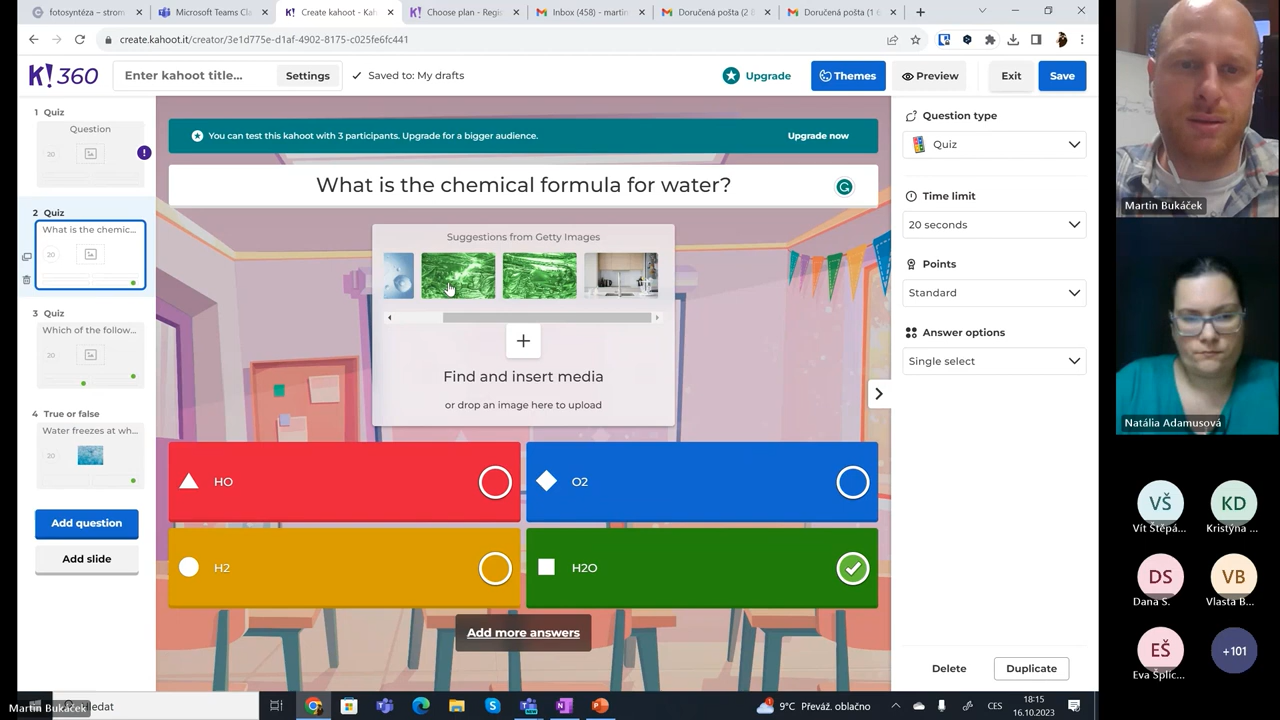 fotosyntéza – strom
Microsoft Teams Cla
Create kahoot - Kah
Choose plan - Regis
Inbox (458) - martin
Doručená pošta (2 8
Doručená pošta (1 6
create.kahoot.it/creator/3e1d775e-d1af-4902-8175-c025fe6fc441
K!360
Enter kahoot title...
Settings
Saved to: My drafts
Upgrade
Themes
Preview
Exit
Save
1 Quiz
Question
20
2 Quiz
What is the chemic...
20
3 Quiz
Which of the follow...
20
4 True or false
Water freezes at wh...
20
Add question
Add slide
You can test this kahoot with 3 participants. Upgrade for a bigger audience.
Upgrade now
What is the chemical formula for water?
Suggestions from Getty Images
Find and insert media
or drop an image here to upload
HO
O2
H2
H2O
Add more answers
Question type
Quiz
Time limit
20 seconds
Points
Standard
Answer options
Single select
Delete
Duplicate
Martin Bukáček
Natália Adamusová
VŠ
Vít Štěpá...
KD
Kristýna ...
DS
Dana S.
VB
Vlasta B...
EŠ
Eva Šplíc...
+101
Martin Bukáček
edat
9°C Převáž. oblačno
CES
18:15
16.10.2023